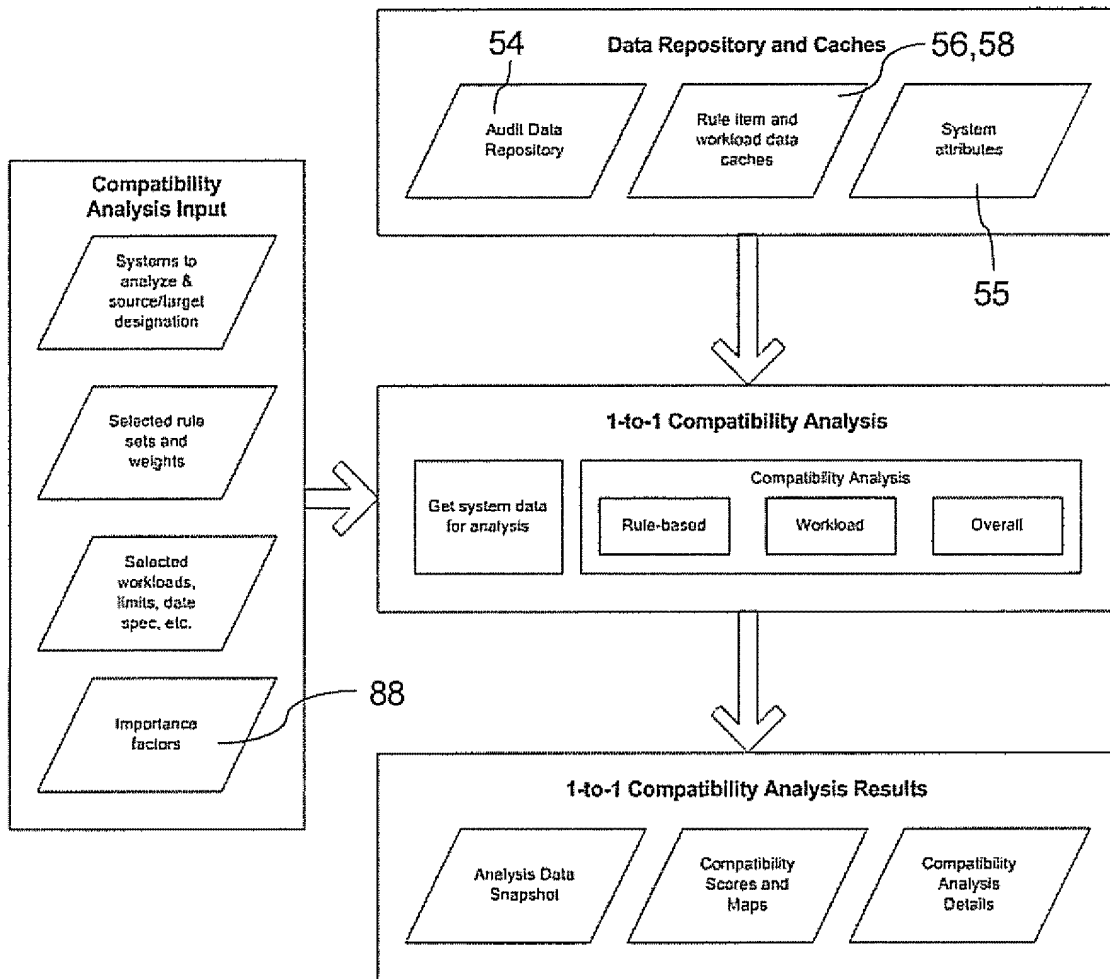 Data Repository and Caches
54
56,58
Audit Data
Repository
Rule item and
workload data
caches
System
attributes
55
Compatibility
Analysis Input
Systems to
analyze &
source/target
designation
Selected rule
sets and
weights
Selected
workloads,
limits, date
spec, etc.
Importance
factors
88
1-to-1 Compatibility Analysis
Get system data
for analysis
Compatibility Analysis
Rule-based
Workload
Overall
1-to-1 Compatibility Analysis Results
Analysis Data
Snapshot
Compatibility
Scores and
Maps
Compatibility
Analysis
Details